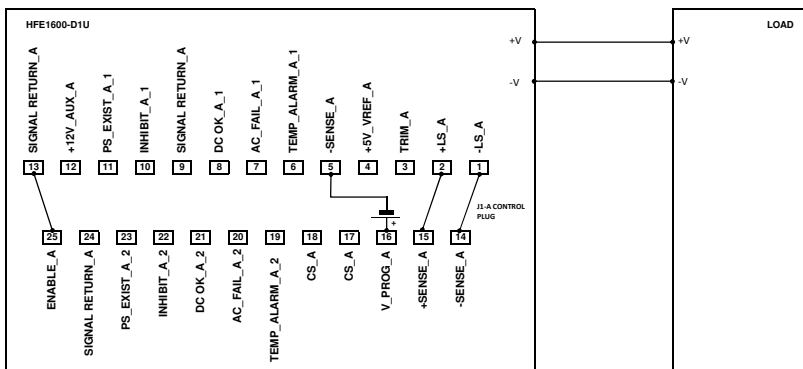 HFE1600-D1U
LOAD
+V
+V
-V
-V
SIGNAL RETURN_A
+12V_AUX_A
PS_EXIST_A_1
INHIBIT_A_1
SIGNAL RETURN_A
DC OK_A_1
AC_FAIL_A_1
TEMP_ALARM_A_1
-SENSE_A
+5V_VREF_A
TRIM_A
+LS_A
-LS_A
13 12 11 10 9 8 7 6 5 4 3 2 1
J1-A CONTROL
PLUG
+
25 24 23 22 21 20 19 18 17 16 15 14
ENABLE_A
SIGNAL RETURN_A
PS_EXIST_A_2
INHIBIT_A_2
DC OK_A_2
AC_FAIL_A_2
TEMP_ALARM_A_2
CS_A
CS_A
V_PROG_A
+SENSE_A
-SENSE_A